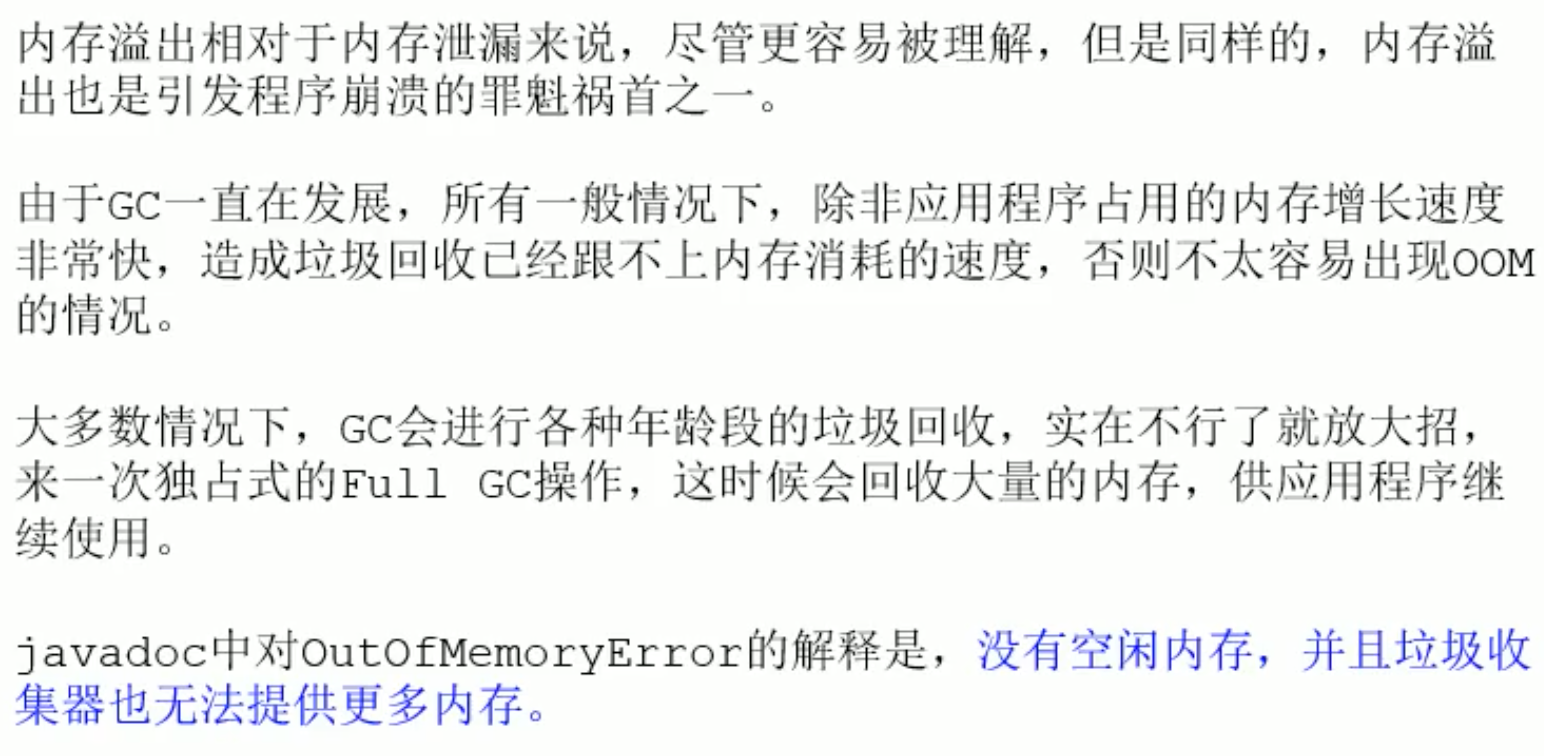 内存溢出相对于内存泄漏来说，尽管更容易被理解，但是同样的，内存溢
出也是引发程序崩溃的罪魁祸首之一。
由于GC一直在发展，所有一般情况下，除非应用程序占用的内存增长速度
非常快，造成垃圾回收已经跟不上内存消耗的速度，否则不太容易出现OOM
的情况。
大多数情况下，GC会进行各种年龄段的垃圾回收，实在不行了就放大招，
来一次独占式的Full GC操作，这时候会回收大量的内存，供应用程序继
续使用。
javadoc中对OutOfMemoryError的解释是，没有空闲内存，并且垃圾收
集器也无法提供更多内存。